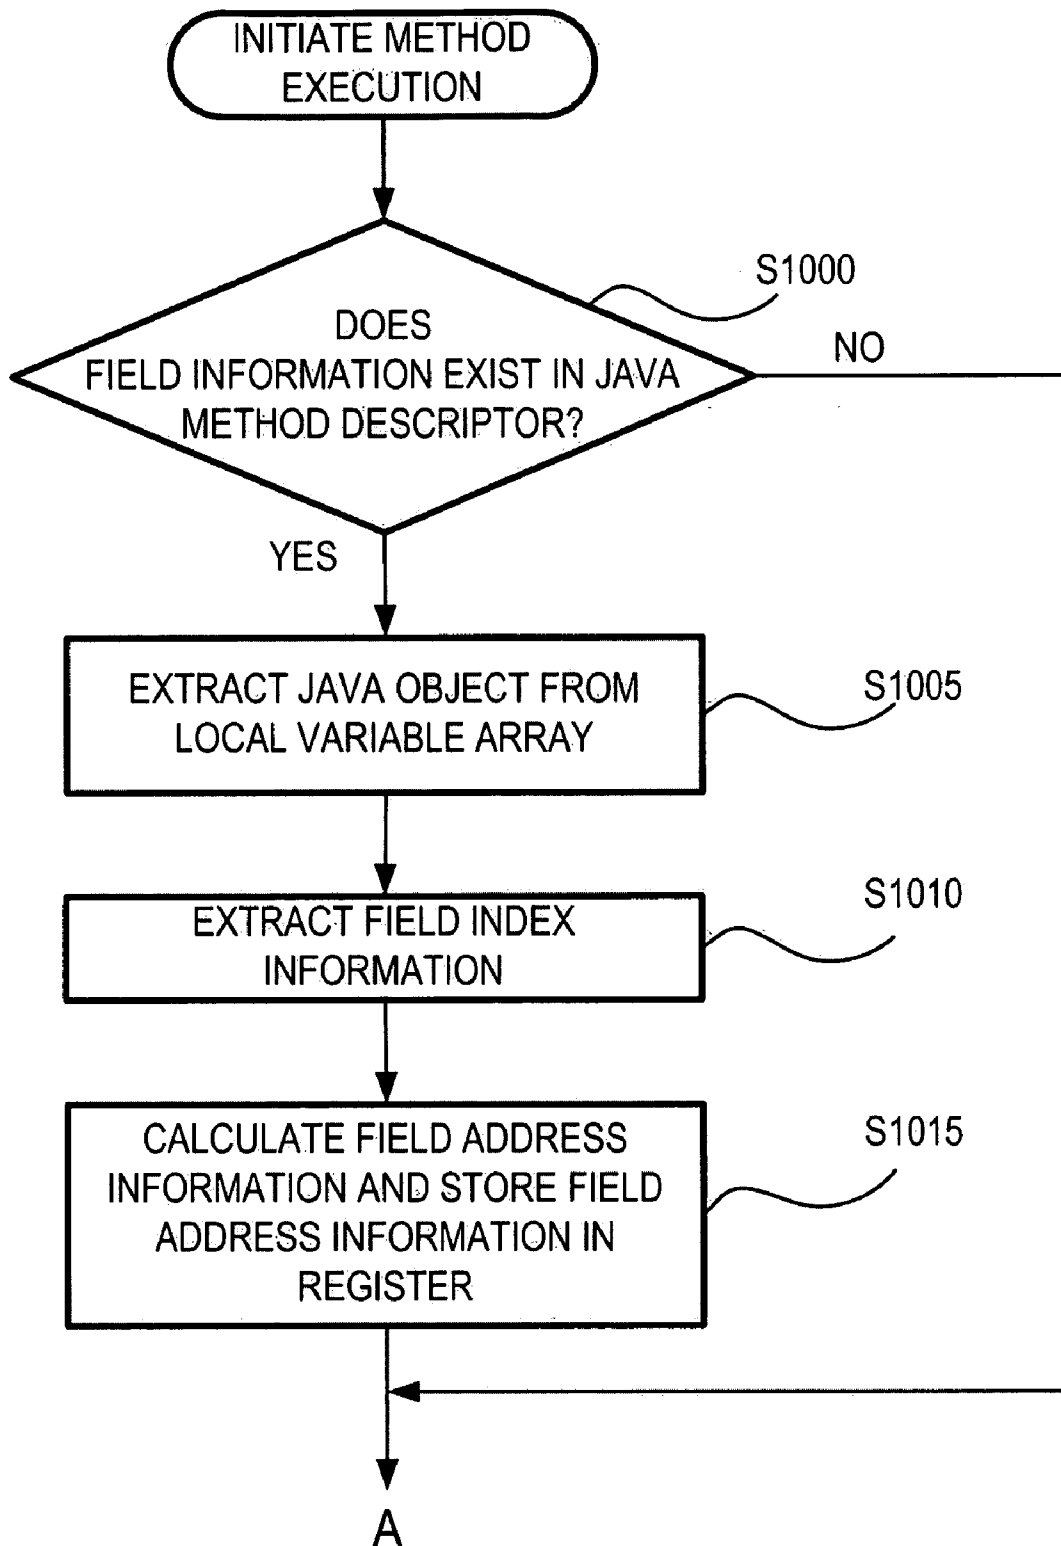 INITIATE METHOD
EXECUTION
S1000
DOES
FIELD INFORMATION EXIST IN JAVA
METHOD DESCRIPTOR?
NO
YES
EXTRACT JAVA OBJECT FROM
LOCAL VARIABLE ARRAY
S1005
EXTRACT FIELD INDEX
INFORMATION
S1010
CALCULATE FIELD ADDRESS
INFORMATION AND STORE FIELD
ADDRESS INFORMATION IN
REGISTER
S1015
A